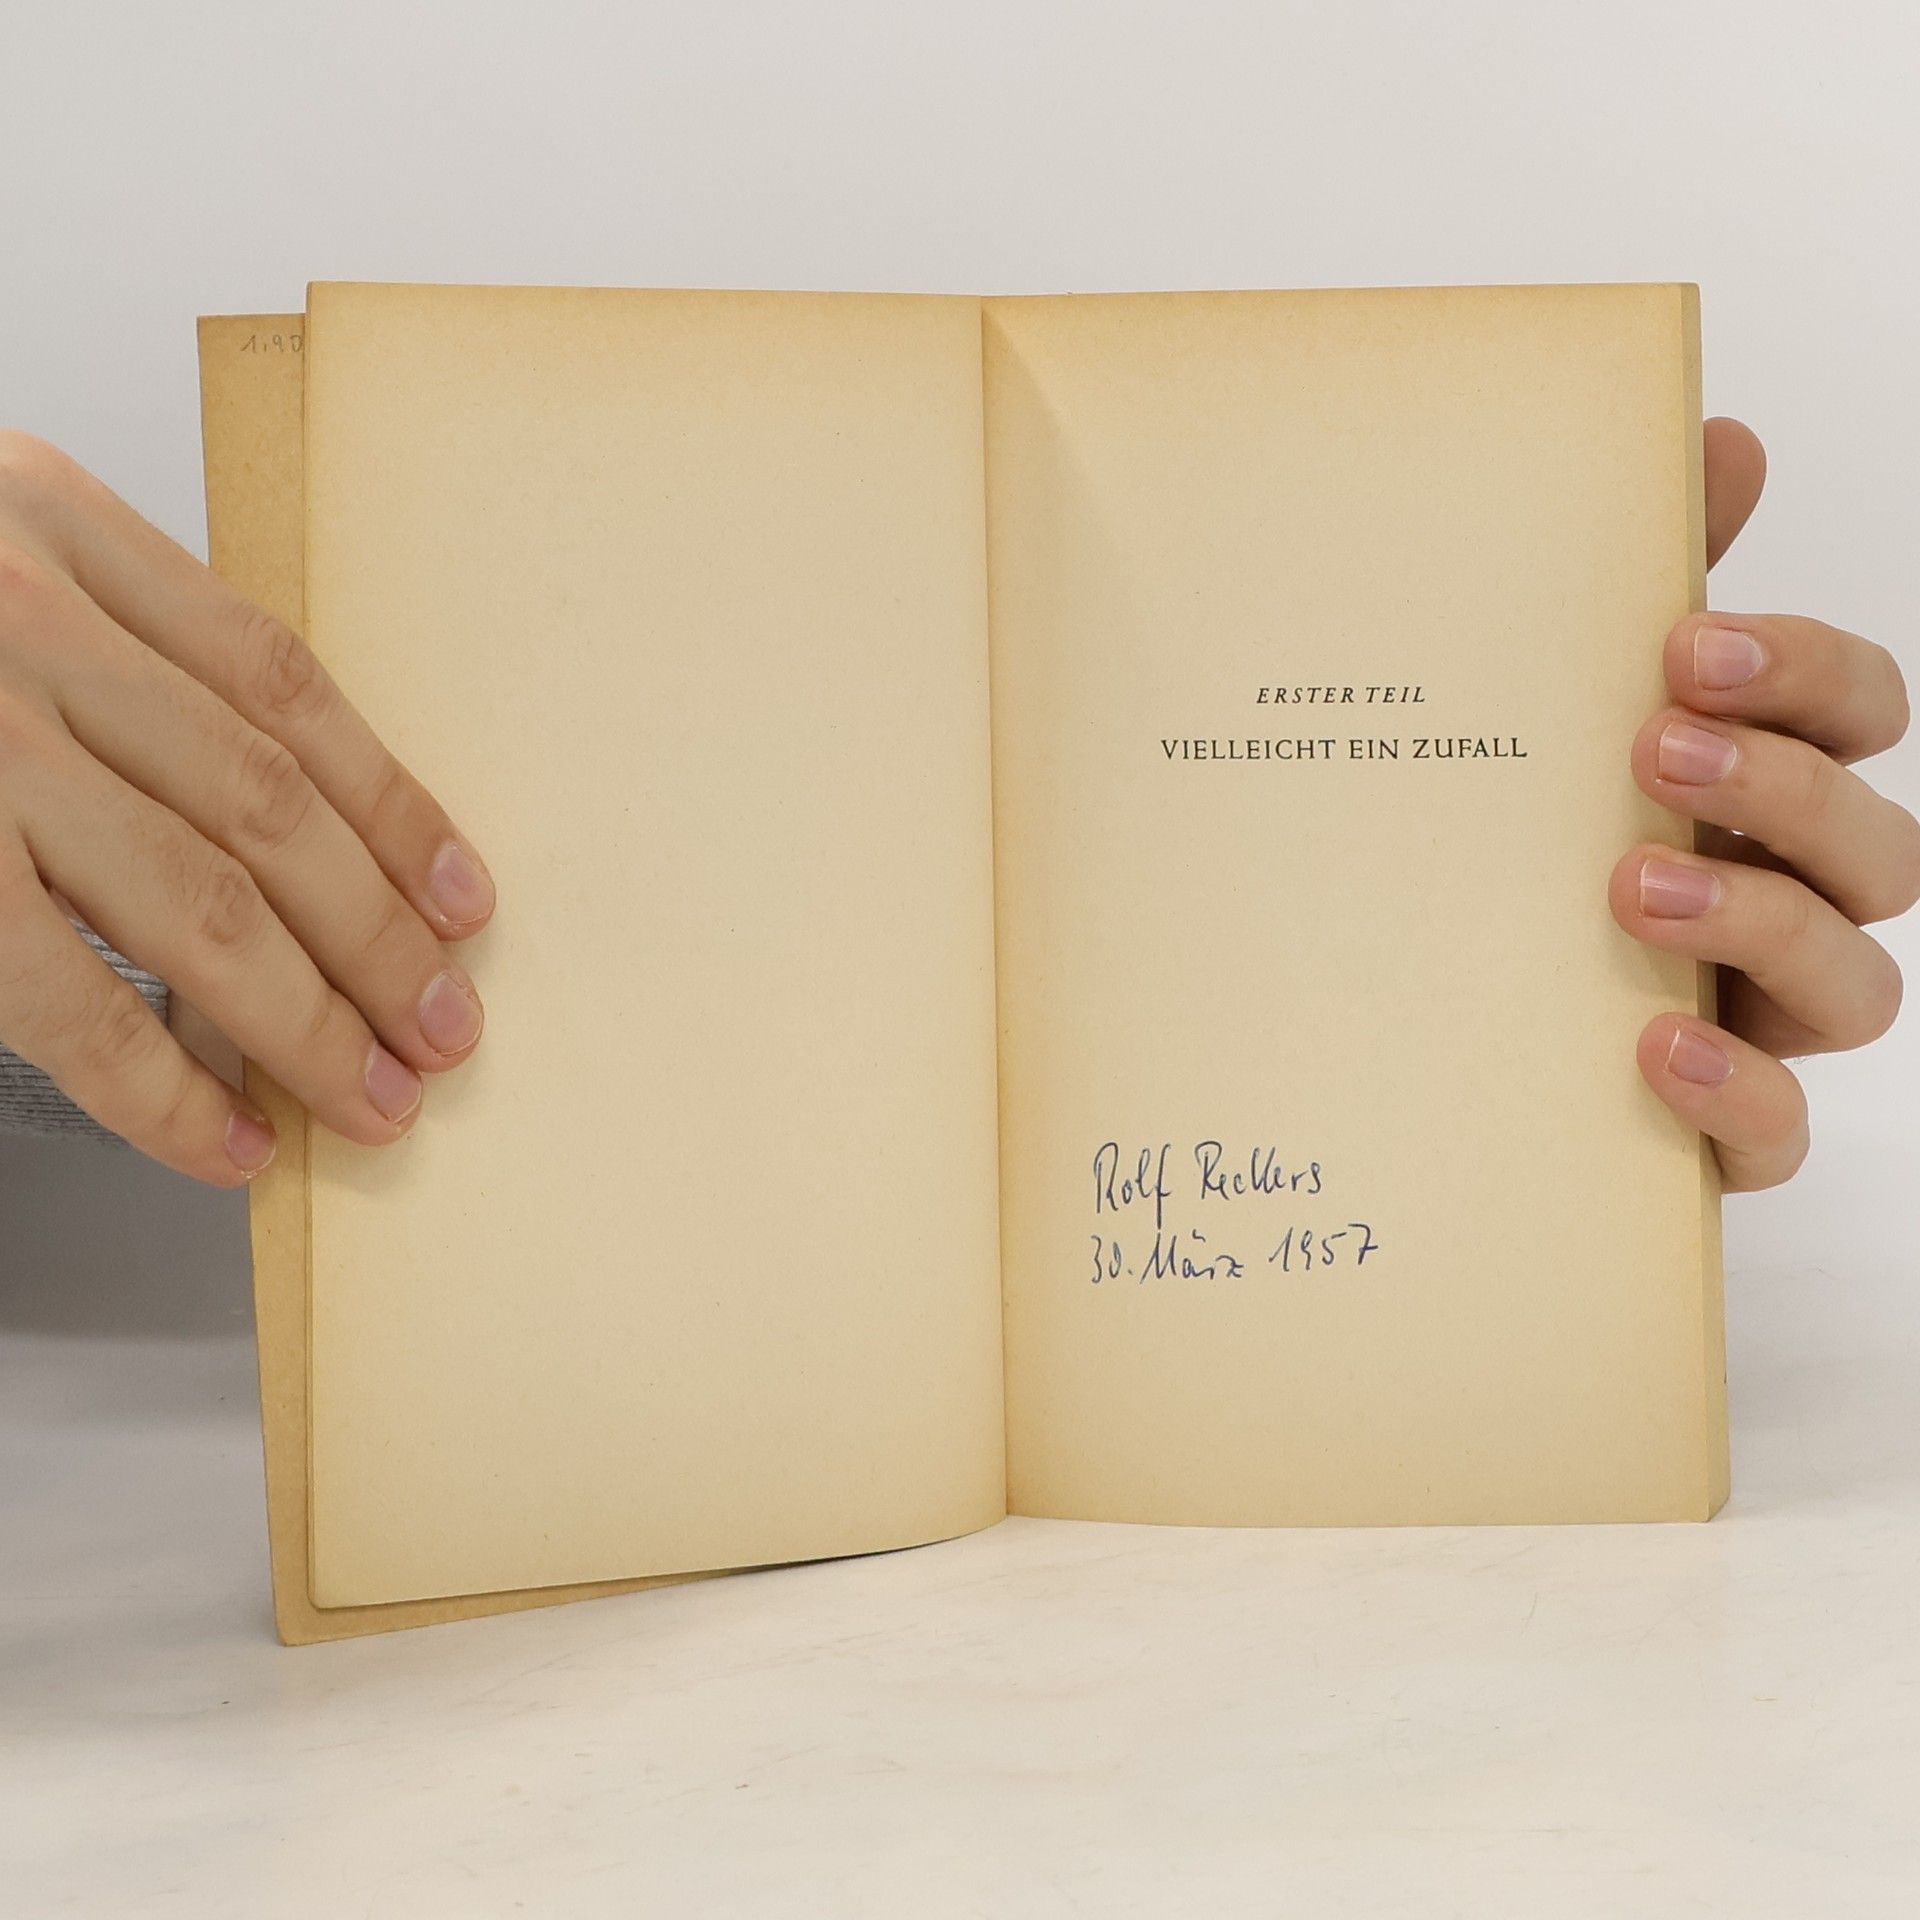 1,90
ERSTER TEIL
VIELLEICHT EIN ZUFALL
Rolf Reckers
30. März 1957